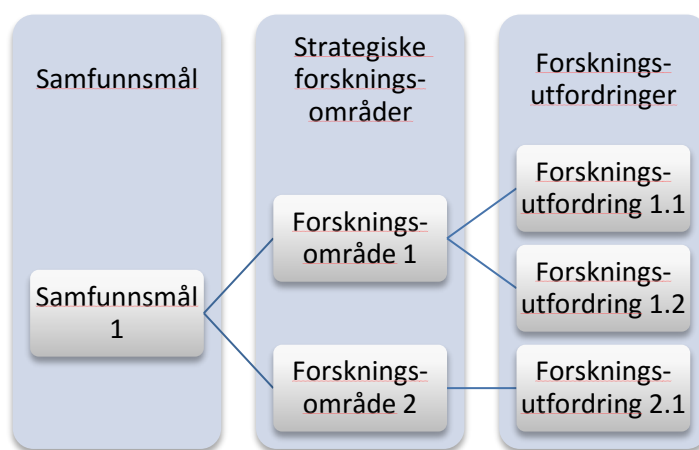 Samfunnsmål
Strategiske
forsknings-
områder
Forsknings-
utfordringer
Samfunnsmål
1
Forsknings-
område 1
Forsknings-
område 2
Forsknings-
utfordring 1.1
Forsknings-
utfordring 1.2
Forsknings-
utfordring 2.1